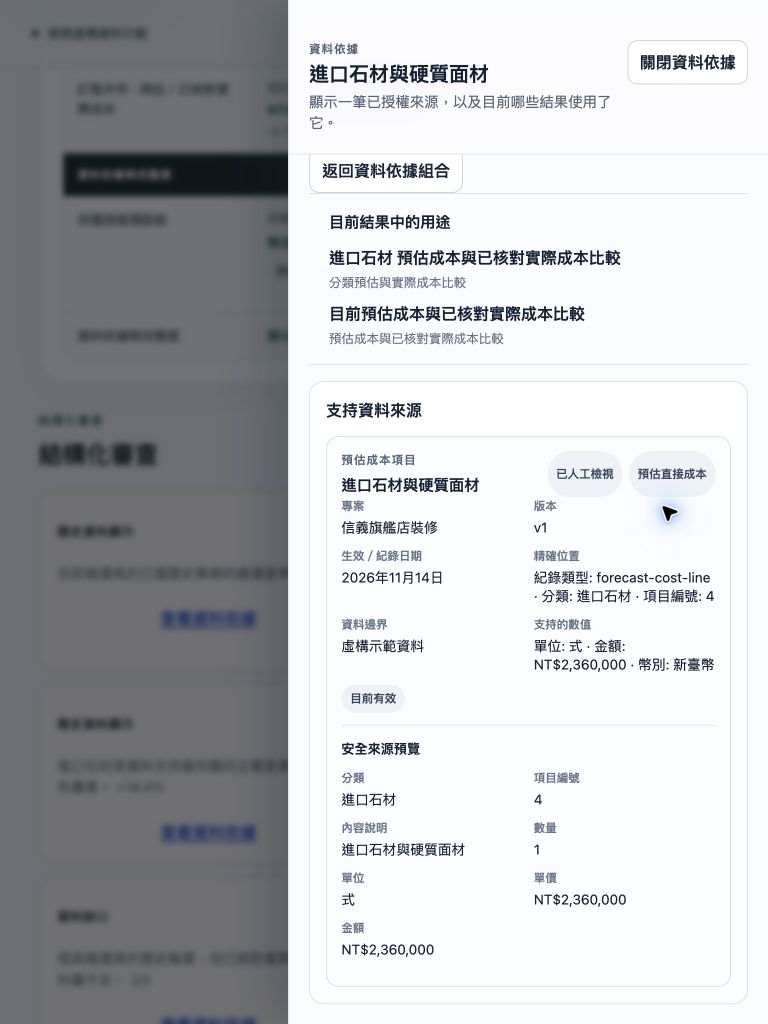 資料依據
進口石材與硬質面材
關閉資料依據
顯示一筆已授權來源，以及目前哪些結果使用了
它。
返回資料依據組合
目前結果中的用途
進口石材 預估成本與已核對實際成本比較
分類預估與實際成本比較
目前預估成本與已核對實際成本比較
預估成本與已核對實際成本比較
支持資料來源
預估成本項目
進口石材與硬質面材
已人工檢視
預估直接成本
專案
信義旗艦店裝修
版本
v1
生效 / 紀錄日期
2026年11月14日
精確位置
紀錄類型: forecast-cost-line
· 分類: 進口石材 · 項目編號: 4
資料邊界
虛構示範資料
支持的數值
單位: 式 · 金額:
NT$2,360,000 · 幣別: 新臺幣
目前有效
安全來源預覽
分類
進口石材
項目編號
4
內容說明
進口石材與硬質面材
數量
1
單位
式
單價
NT$2,360,000
金額
NT$2,360,000
結構化審查
查看資料依據
查看資料依據